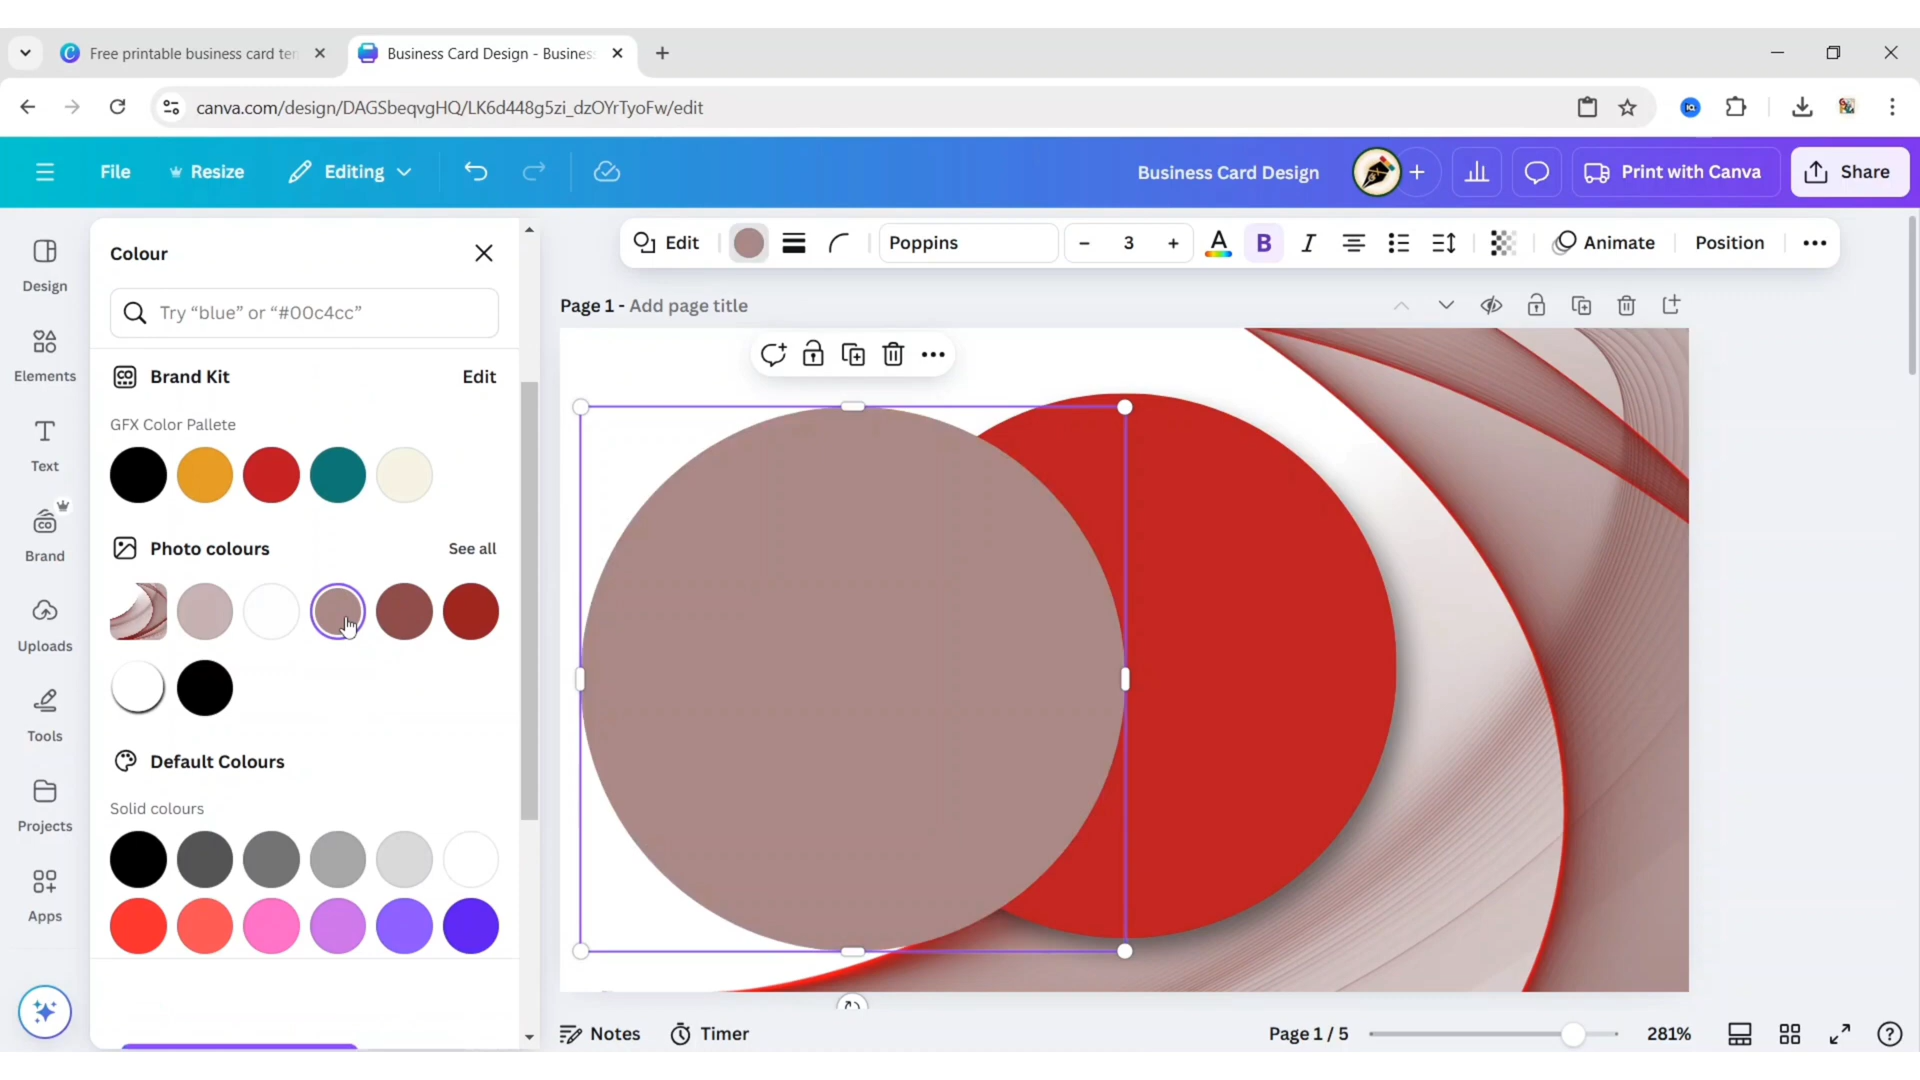 Free printable business card ter
Business Card Design - Busines
canva.com/design/DAGSbeqvgHQ/LK6d448g5zi_dzOYrTyoFw/edit
File
Resize
Editing
Business Card Design
Print with Canva
Share
Design
Elements
Text
Brand
Uploads
Tools
Projects
Apps
Colour
Try “blue” or “#00c4cc”
Brand Kit
Edit
GFX Color Pallete
Photo colours
See all
Default Colours
Solid colours
Edit
Poppins
– 3 +
A
B
I
Animate
Position
Page 1 - Add page title
Notes
Timer
Page 1 / 5
281%